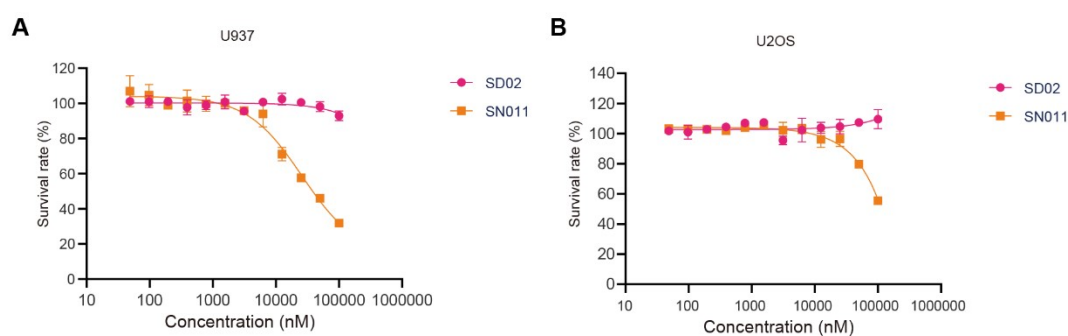 A
U937
120
100
80
60
40
20
0
Survival rate (%)
10 100 1000 10000 100000 1000000
Concentration (nM)
SD02
SN011
B
U2OS
140
120
100
80
60
40
20
0
Survival rate (%)
10 100 1000 10000 100000 1000000
Concentration (nM)
SD02
SN011